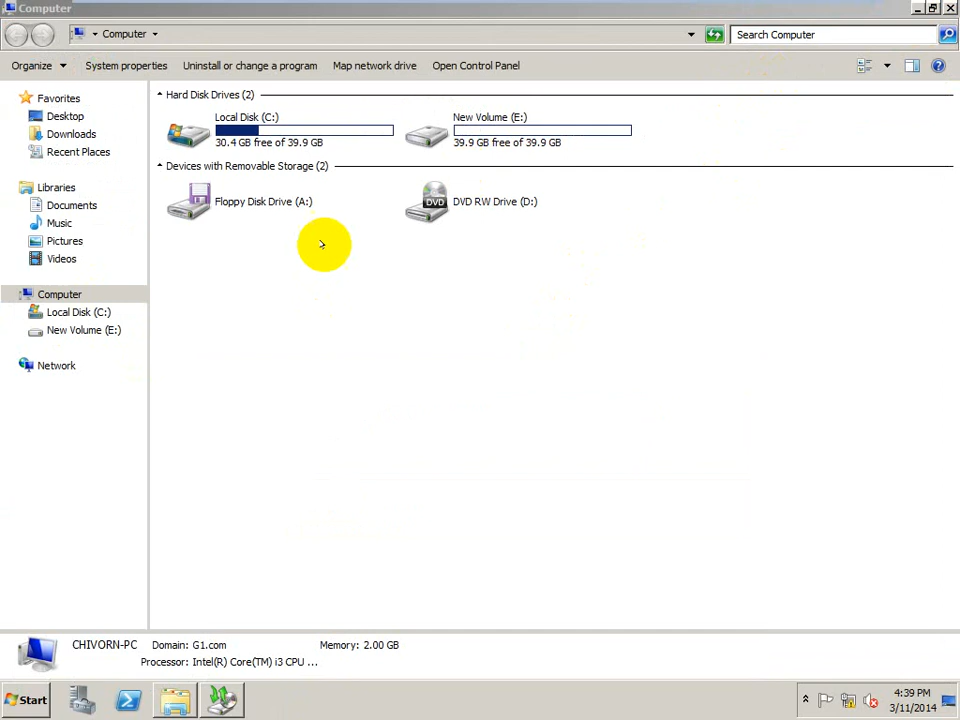 Computer
Computer
Search Computer
Organize
System properties
Uninstall or change a program
Map network drive
Open Control Panel
Favorites
Desktop
Downloads
Recent Places
Libraries
Documents
Music
Pictures
Videos
Computer
Local Disk (C:)
New Volume (E:)
Network
Hard Disk Drives (2)
Local Disk (C:)
30.4 GB free of 39.9 GB
New Volume (E:)
39.9 GB free of 39.9 GB
Devices with Removable Storage (2)
Floppy Disk Drive (A:)
DVD
DVD RW Drive (D:)
CHIVORN-PC
Domain: G1.com
Memory: 2.00 GB
Processor: Intel(R) Core(TM) i3 CPU ...
Start
4:39 PM
3/11/2014